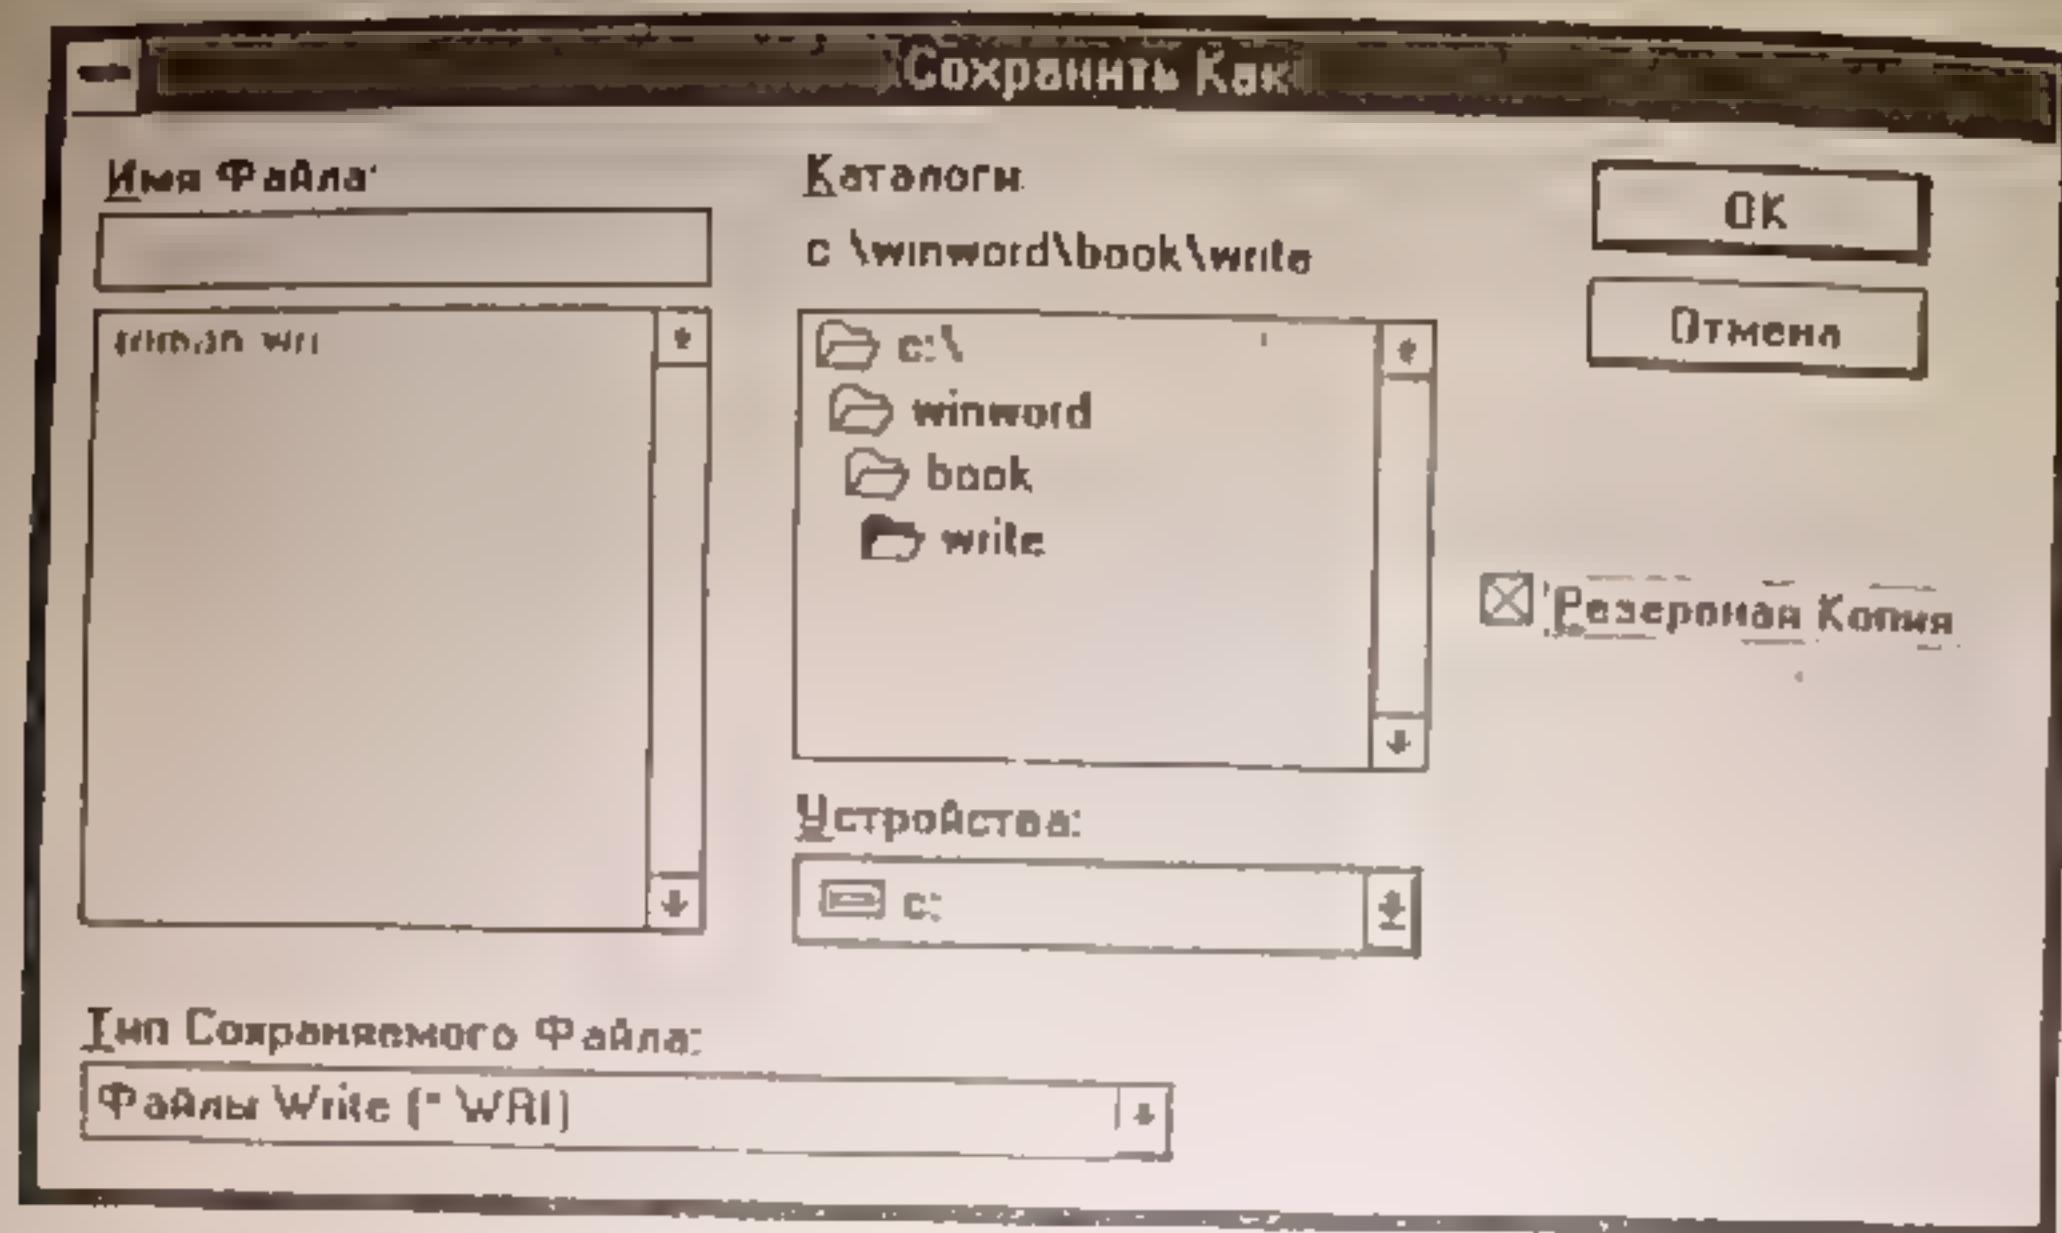 Сохранить Как
Имя Файла:
Каталоги
c:\winword\book\write
.wri
c:\
winword
book
write
OK
Отмена
Резервная Копия
Устройства:
c:
Тип Сохраняемого Файла:
Файлы Write (*.WRI)